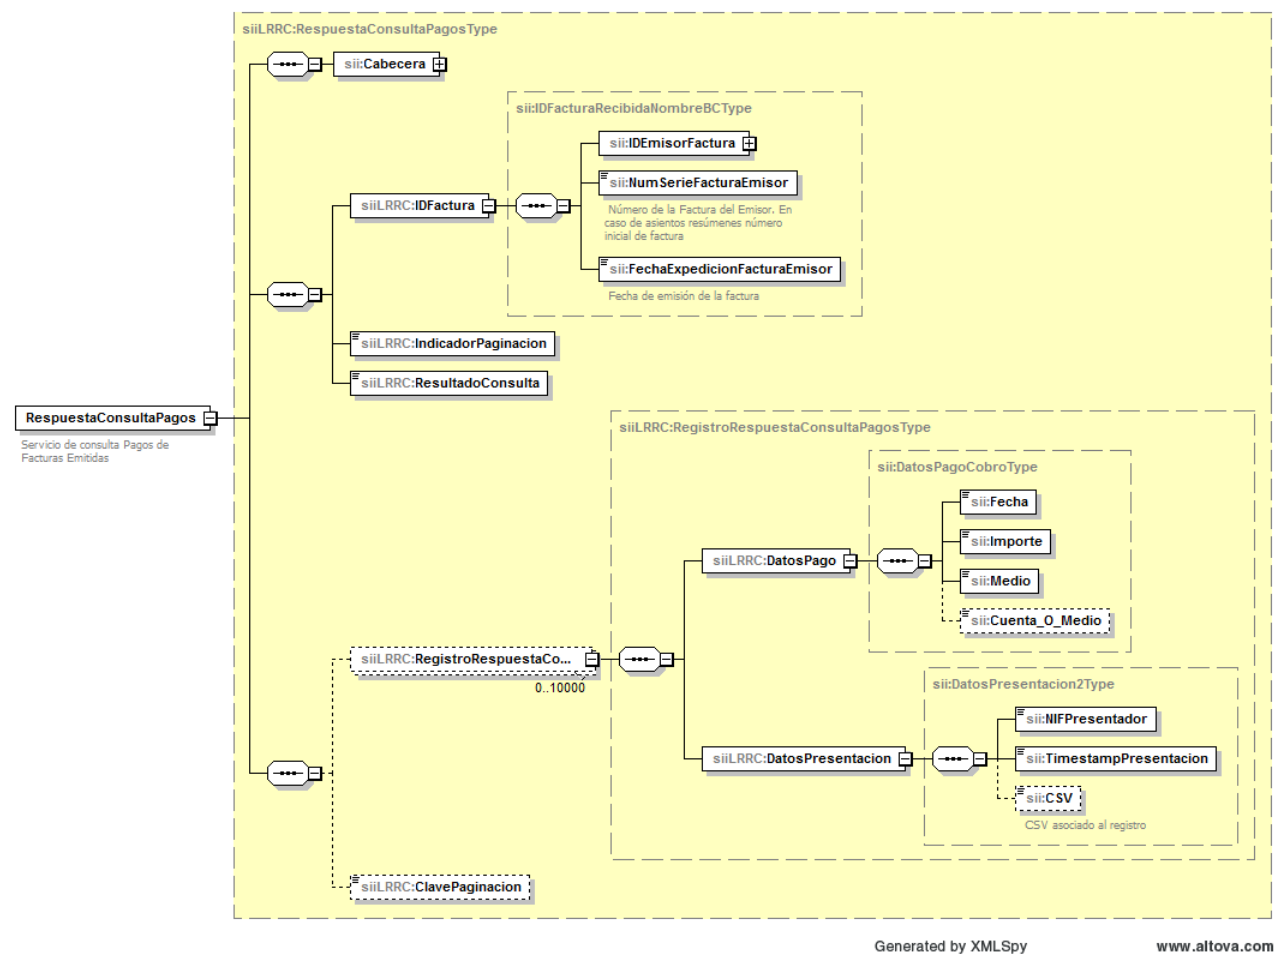 siiLRRC:RespuestaConsultaPagosType
sii:Cabecera
sii:IDFacturaRecibidaNombreBCType
sii:IDEmisorFactura
sii:NumSerieFacturaEmisor
Número de la Factura del Emisor. En
caso de asientos resúmenes número
inicial de factura
siiLRRC:IDFactura
sii:FechaExpedicionFacturaEmisor
Fecha de emisión de la factura
siiLRRC:IndicadorPaginacion
siiLRRC:ResultadoConsulta
RespuestaConsultaPagos
Servicio de consulta Pagos de
Facturas Emitidas
siiLRRC:RegistroRespuestaConsultaPagosType
sii:DatosPagoCobroType
sii:Fecha
sii:Importe
siiLRRC:DatosPago
sii:Medio
sii:Cuenta_O_Medio
siiLRRC:RegistroRespuestaCo...
0..10000
sii:DatosPresentacion2Type
sii:NIFPresentador
siiLRRC:DatosPresentacion
sii:TimestampPresentacion
sii:CSV
CSV asociado al registro
siiLRRC:ClavePaginacion
Generated by XMLSpy
www.altova.com